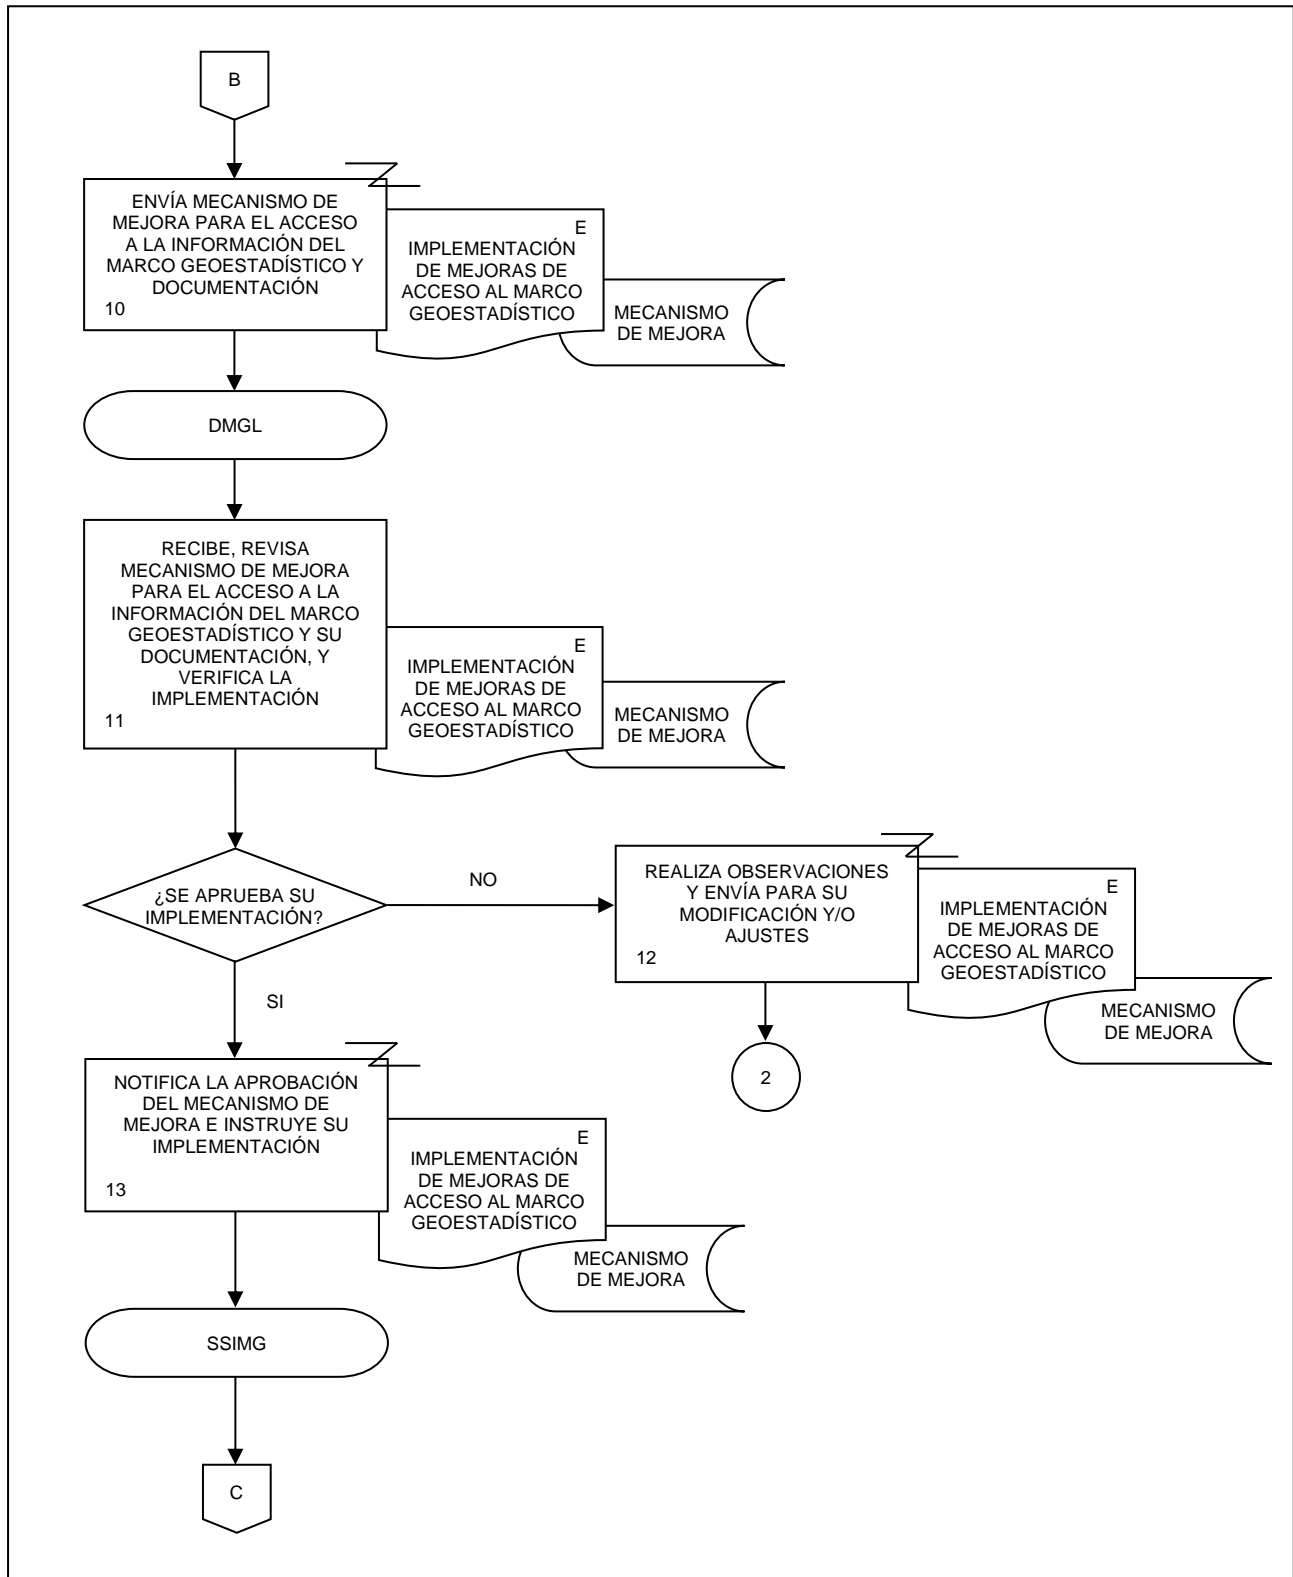 B
ENVÍA MECANISMO DE
MEJORA PARA EL ACCESO
A LA INFORMACIÓN DEL
MARCO GEOESTADÍSTICO Y
DOCUMENTACIÓN
10
E
IMPLEMENTACIÓN
DE MEJORAS DE
ACCESO AL MARCO
GEOESTADÍSTICO
MECANISMO
DE MEJORA
DMGL
RECIBE, REVISA
MECANISMO DE MEJORA
PARA EL ACCESO A LA
INFORMACIÓN DEL MARCO
GEOESTADÍSTICO Y SU
DOCUMENTACIÓN, Y
VERIFICA LA
IMPLEMENTACIÓN
11
E
IMPLEMENTACIÓN
DE MEJORAS DE
ACCESO AL MARCO
GEOESTADÍSTICO
MECANISMO
DE MEJORA
¿SE APRUEBA SU
IMPLEMENTACIÓN?
NO
REALIZA OBSERVACIONES
Y ENVÍA PARA SU
MODIFICACIÓN Y/O
AJUSTES
12
E
IMPLEMENTACIÓN
DE MEJORAS DE
ACCESO AL MARCO
GEOESTADÍSTICO
MECANISMO
DE MEJORA
2
SI
NOTIFICA LA APROBACIÓN
DEL MECANISMO DE
MEJORA E INSTRUYE SU
IMPLEMENTACIÓN
13
E
IMPLEMENTACIÓN
DE MEJORAS DE
ACCESO AL MARCO
GEOESTADÍSTICO
MECANISMO
DE MEJORA
SSIMG
C